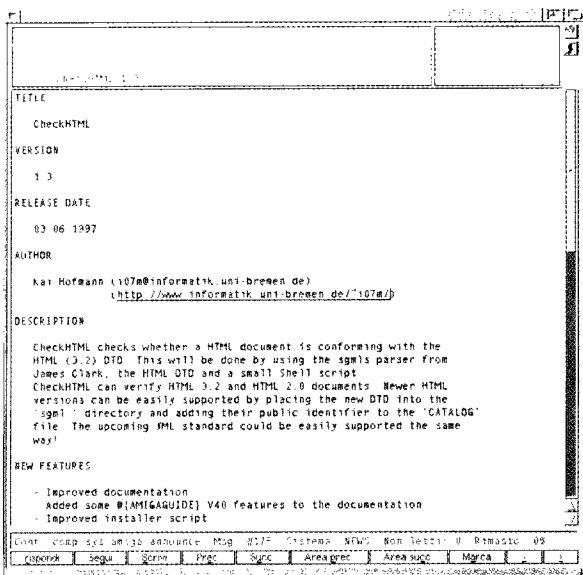 CheckHTML 1.3
TITLE
CheckHTML
VERSION
1 3
RELEASE DATE
03 06 1997
AUTHOR
Kai Hofmann (i07m@informatik.uni-bremen de)
(http //www informatik uni-bremen de/~i07m/)
DESCRIPTION
CheckHTML checks whether a HTML document is conforming with the
HTML (3.2) DTD This will be done by using the sgmls parser from
James Clark, the HTML DTD and a small Shell script
CheckHTML can verify HTML 3.2 and HTML 2.0 documents Newer HTML
versions can be easily supported by placing the new DTD into the
'sgml ' directory and adding their public identifier to the 'CATALOG'
file The upcoming XML standard could be easily supported the same
way!
NEW FEATURES
- Improved documentation
Added some @{AMIGAGUIDE} V40 features to the documentation
- Improved installer script
Conf comp sys amiga announce Msg Sistema NEWS Non letti 0 Rimasto
rispondi Segui Scrivi Prec Sync Area prec Area succ Marca